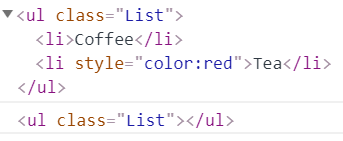 <ul class="List">
<li>Coffee</li>
<li style="color:red">Tea</li>
</ul>
<ul class="List"></ul>